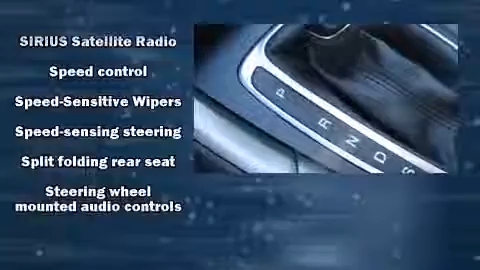 SIRIUS Satellite Radio
Speed control
Speed-Sensitive Wipers
Speed-sensing steering
Split folding rear seat
Steering wheel
mounted audio controls
P
R
N
D
S